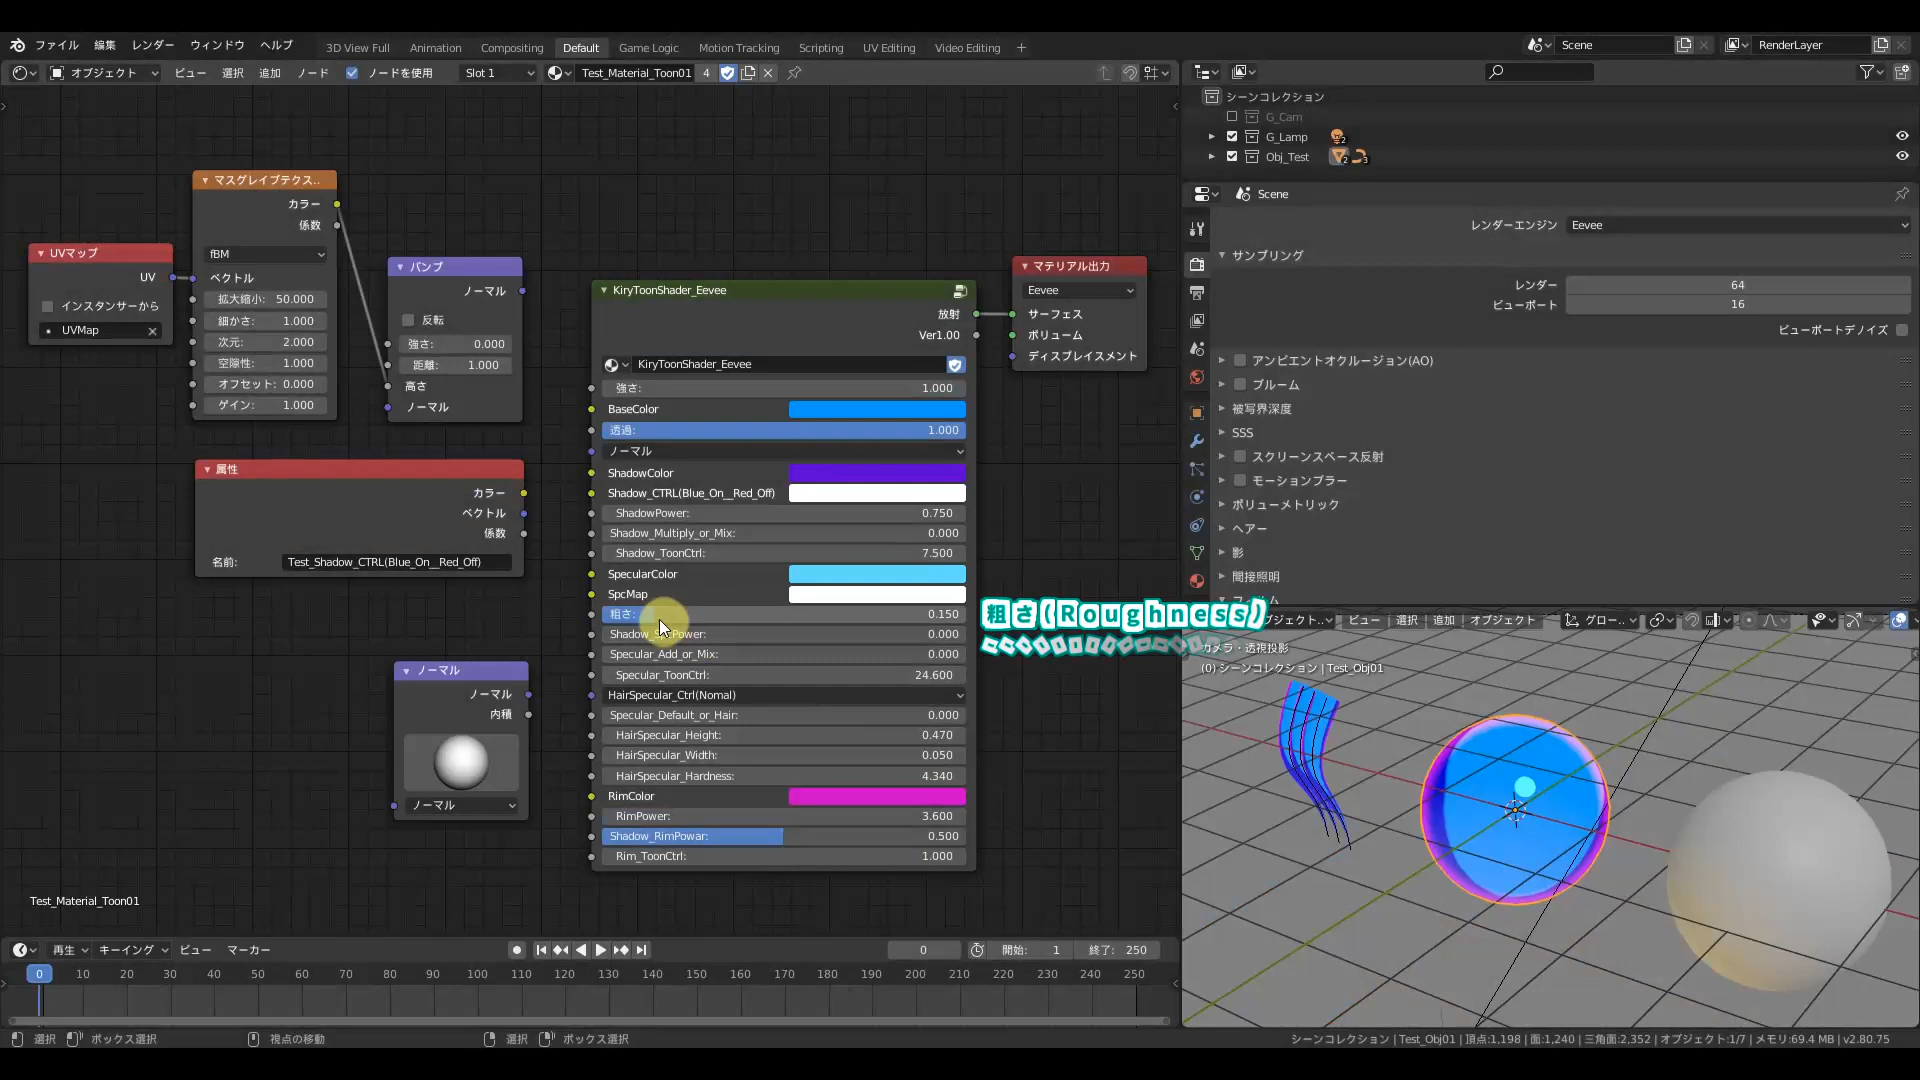 ファイル 編集 レンダー ウィンドウ ヘルプ 3D View Full Animation Compositing Default Game Logic Motion Tracking Scripting UV Editing Video Editing + Scene RenderLayer
オブジェクト ビュー 選択 追加 ノード ノードを使用 Slot 1 Test_Material_Toon01 4
シーンコレクション
G_Cam
G_Lamp 2
Obj_Test 2 3
Scene
レンダーエンジン Eevee
サンプリング
レンダー 64
ビューポート 16
ビューポートデノイズ
アンビエントオクルージョン(AO)
ブルーム
被写界深度
SSS
スクリーンスペース反射
モーションブラー
ボリューメトリック
ヘアー
影
間接照明
フィルム
UVマップ
UV
インスタンサーから
UVMap
マスグレイブテクス..
カラー
係数
fBM
ベクトル
拡大縮小: 50.000
細かさ: 1.000
次元: 2.000
空隙性: 1.000
オフセット: 0.000
ゲイン: 1.000
バンプ
ノーマル
反転
強さ: 0.000
距離: 1.000
高さ
ノーマル
属性
カラー
ベクトル
係数
名前: Test_Shadow_CTRL(Blue_On__Red_Off)
ノーマル
ノーマル
内積
ノーマル
KiryToonShader_Eevee
放射
Ver1.00
KiryToonShader_Eevee
強さ: 1.000
BaseColor
透過: 1.000
ノーマル
ShadowColor
Shadow_CTRL(Blue_On__Red_Off)
ShadowPower: 0.750
Shadow_Multiply_or_Mix: 0.000
Shadow_ToonCtrl: 7.500
SpecularColor
SpcMap
粗さ: 0.150
Shadow_SpcPower: 0.000
Specular_Add_or_Mix: 0.000
Specular_ToonCtrl: 24.600
HairSpecular_Ctrl(Nomal)
Specular_Default_or_Hair: 0.000
HairSpecular_Height: 0.470
HairSpecular_Width: 0.050
HairSpecular_Hardness: 4.340
RimColor
RimPower: 3.600
Shadow_RimPowar: 0.500
Rim_ToonCtrl: 1.000
マテリアル出力
Eevee
サーフェス
ボリューム
ディスプレイスメント
粗さ(Roughness)
ブジェクト.. ビュー 選択 追加 オブジェクト グロー..
カメラ・透視投影
(0) シーンコレクション | Test_Obj01
Test_Material_Toon01
再生 キーイング ビュー マーカー 0 開始: 1 終了: 250
0 10 20 30 40 50 60 70 80 90 100 110 120 130 140 150 160 170 180 190 200 210 220 230 240 250
選択 ボックス選択 視点の移動 選択 ボックス選択 シーンコレクション | Test_Obj01 | 頂点:1,198 | 面:1,240 | 三角面:2,352 | オブジェクト:1/7 | メモリ:69.4 MB | v2.80.75